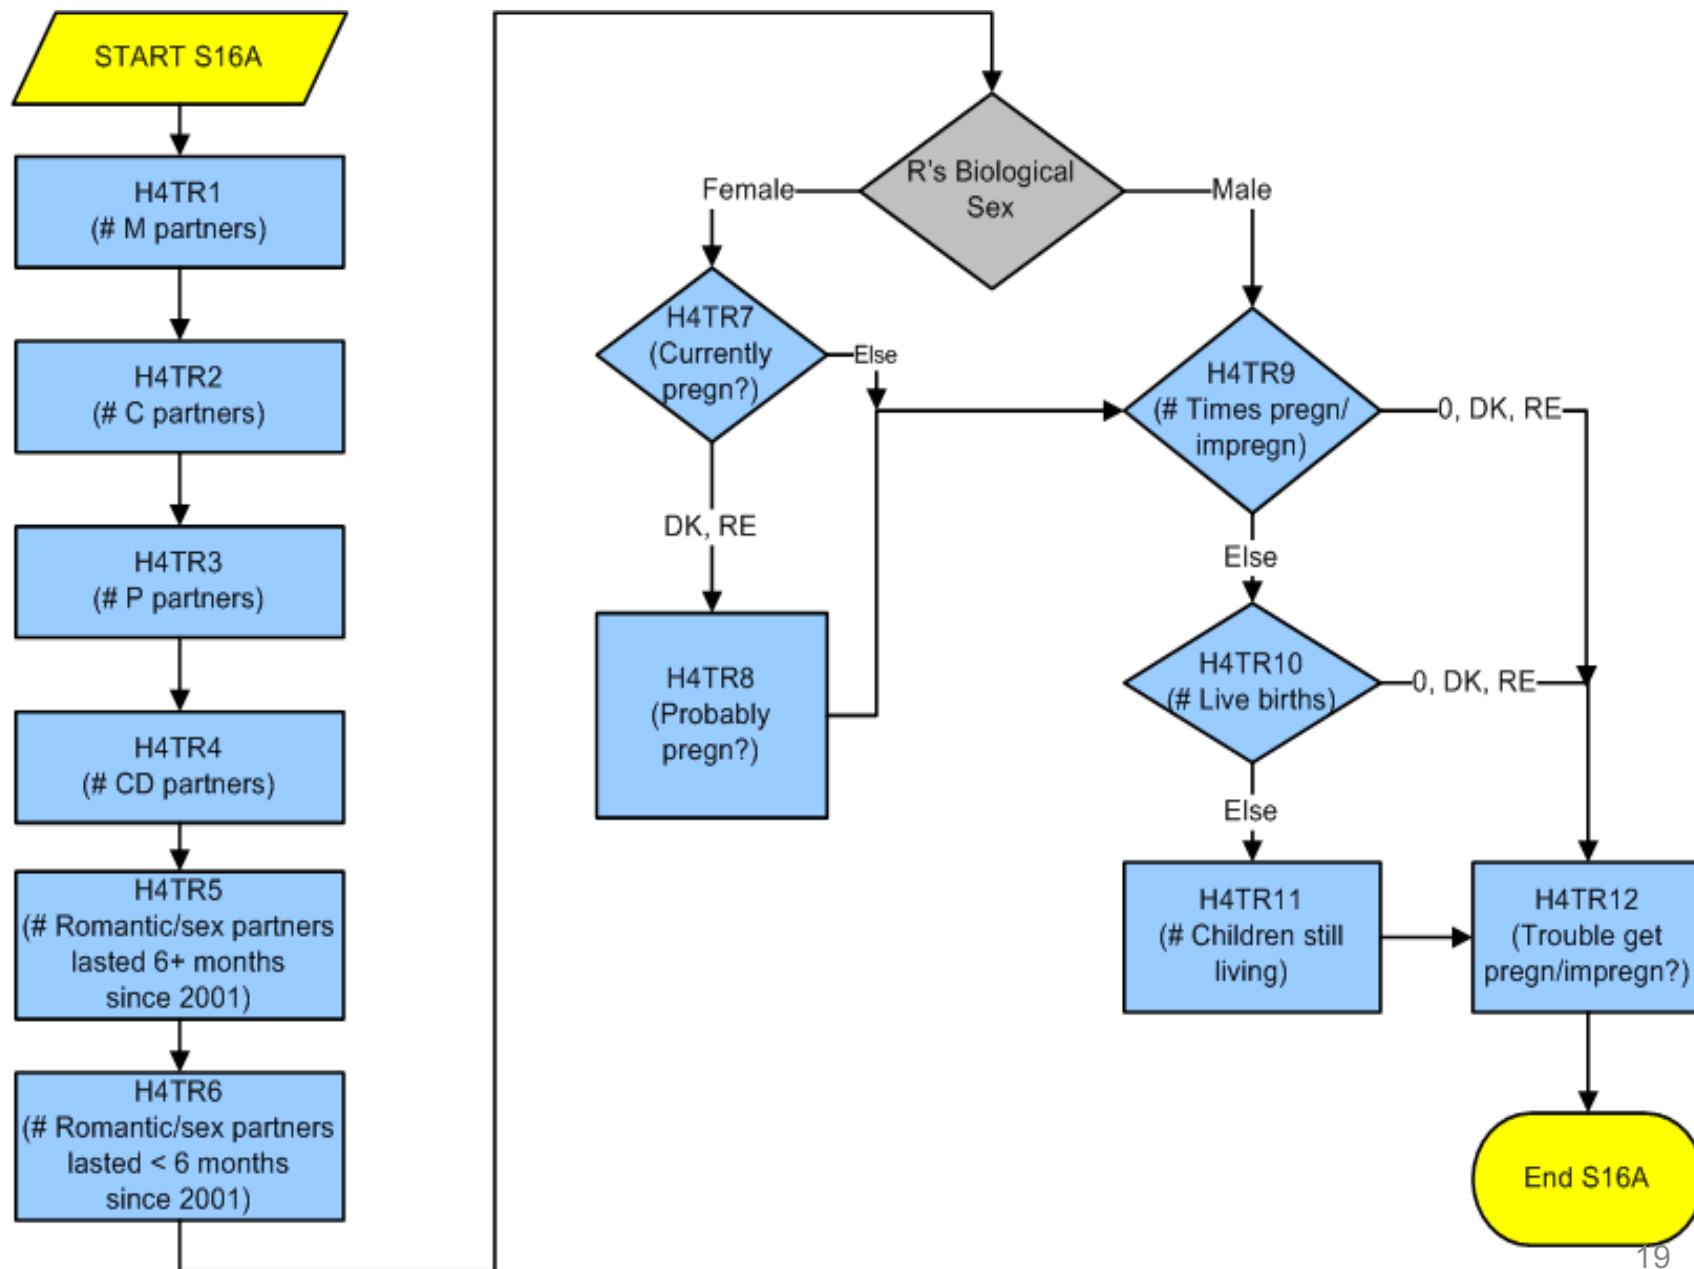 START S16A
H4TR1
(# M partners)
H4TR2
(# C partners)
H4TR3
(# P partners)
H4TR4
(# CD partners)
H4TR5
(# Romantic/sex partners
lasted 6+ months
since 2001)
H4TR6
(# Romantic/sex partners
lasted < 6 months
since 2001)
R's Biological
Sex
Female
Male
H4TR7
(Currently
pregn?)
Else
DK, RE
H4TR8
(Probably
pregn?)
H4TR9
(# Times pregn/
impregn)
0, DK, RE
Else
H4TR10
(# Live births)
0, DK, RE
Else
H4TR11
(# Children still
living)
H4TR12
(Trouble get
pregn/impregn?)
End S16A
19